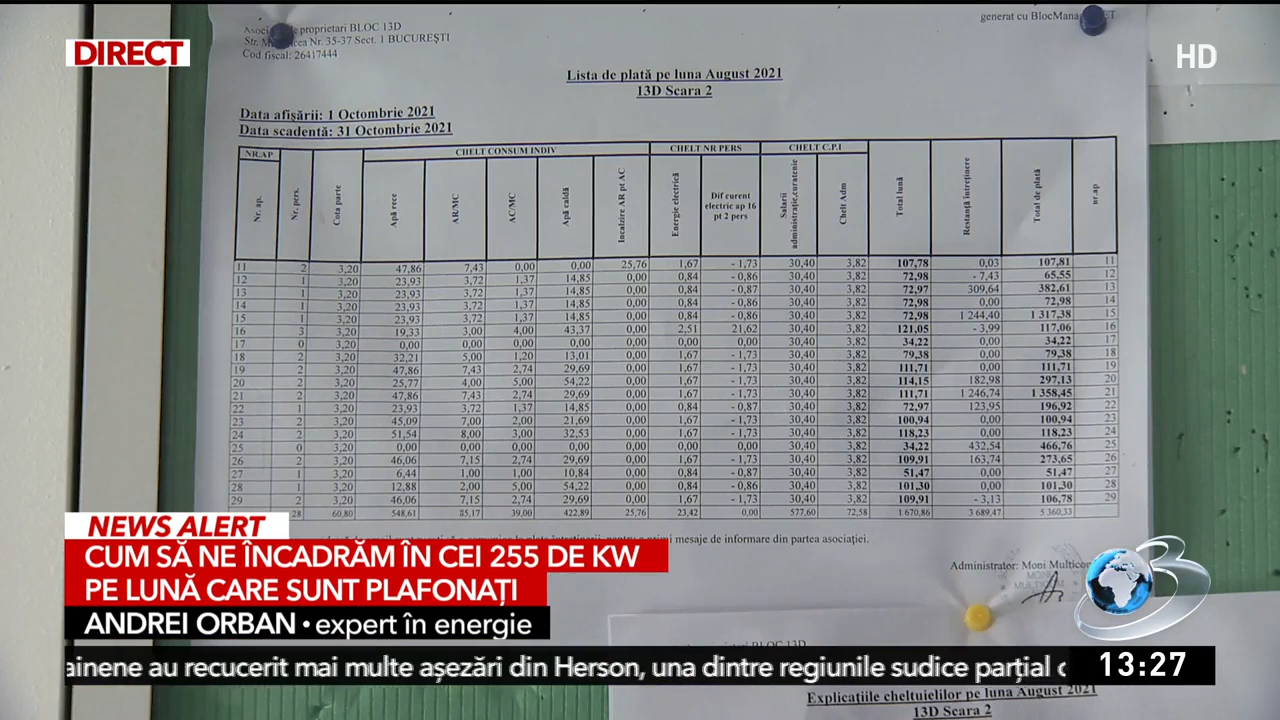 DIRECT
HD
de proprietari BLOC 13D
Nr. 35-37 Sect. 1 BUCUREȘTI
Cod fiscal: 26417444
generat cu
Lista de plată pe luna August 2021
13D Scara 2
Data afișării: 1 Octombrie 2021
Data scadentă: 31 Octombrie 2021
NR.AP CHELT CONSUM INDIV CHELT NR PERS CHELT C.P.I
Nr. ap. Nr. pers. Cota parte Apă rece AR/MC AC/MC Apă caldă Incalzire AR pt AC Energie electrică Dif curent electric ap 16 pt 2 pers Salarii administrație,curatenie Chelt Adm Total lună Restanță întreținere Total de plată nr.ap
11 2 3,20 47,86 7,43 0,00 0,00 25,76 1,67 - 1,73 30,40 3,82 107,78 0,03 107,81 11
12 1 3,20 23,93 3,72 1,37 14,85 0,00 0,84 - 0,86 30,40 3,82 72,98 - 7,43 65,55 12
13 1 3,20 23,93 3,72 1,37 14,85 0,00 0,84 - 0,87 30,40 3,82 72,97 309,64 382,61 13
14 1 3,20 23,93 3,72 1,37 14,85 0,00 0,84 - 0,86 30,40 3,82 72,98 0,00 72,98 14
15 1 3,20 23,93 3,72 1,37 14,85 0,00 0,84 - 0,86 30,40 3,82 72,98 1 244,40 1 317,38 15
16 3 3,20 19,33 3,00 4,00 43,37 0,00 2,51 21,62 30,40 3,82 121,05 - 3,99 117,06 16
17 0 3,20 0,00 0,00 0,00 0,00 0,00 0,00 0,00 30,40 3,82 34,22 0,00 34,22 17
18 2 3,20 32,21 5,00 1,20 13,01 0,00 1,67 - 1,73 30,40 3,82 79,38 0,00 79,38 18
19 2 3,20 47,86 7,43 2,74 29,69 0,00 1,67 - 1,73 30,40 3,82 111,71 0,00 111,71 19
20 2 3,20 25,77 4,00 5,00 54,22 0,00 1,67 - 1,73 30,40 3,82 114,15 182,98 297,13 20
21 2 3,20 47,86 7,43 2,74 29,69 0,00 1,67 - 1,73 30,40 3,82 111,71 1 246,74 1 358,45 21
22 1 3,20 23,93 3,72 1,37 14,85 0,00 0,84 - 0,87 30,40 3,82 72,97 123,95 196,92 22
23 2 3,20 45,09 7,00 2,00 21,69 0,00 1,67 - 1,73 30,40 3,82 100,94 0,00 100,94 23
24 2 3,20 51,54 8,00 3,00 32,53 0,00 1,67 - 1,73 30,40 3,82 118,23 0,00 118,23 24
25 0 3,20 0,00 0,00 0,00 0,00 0,00 0,00 0,00 30,40 3,82 34,22 432,54 466,76 25
26 2 3,20 46,06 7,15 2,74 29,69 0,00 1,67 - 1,73 30,40 3,82 109,91 163,74 273,65 26
27 1 3,20 6,44 1,00 1,00 10,84 0,00 0,84 - 0,87 30,40 3,82 51,47 0,00 51,47 27
28 1 3,20 12,88 2,00 5,00 54,22 0,00 0,84 - 0,86 30,40 3,82 101,30 0,00 101,30 28
29 2 3,20 46,06 7,15 2,74 29,69 0,00 1,67 - 1,73 30,40 3,82 109,91 - 3,13 106,78 29
28 60,80 548,61 85,17 39,00 422,89 25,76 23,42 0,00 577,60 72,58 1 670,86 3 689,47 5 360,33
mesaje de informare din partea asociației.
Administrator: Moni
NEWS ALERT
CUM SĂ NE ÎNCADRĂM ÎN CEI 255 DE KW
PE LUNĂ CARE SUNT PLAFONAȚI
ANDREI ORBAN • expert în energie
BLOC 13D
ainene au recucerit mai multe așezări din Herson, una dintre regiunile sudice parțial 13:27
Explicațiile cheltuielilor pe luna August 2021
13D Scara 2